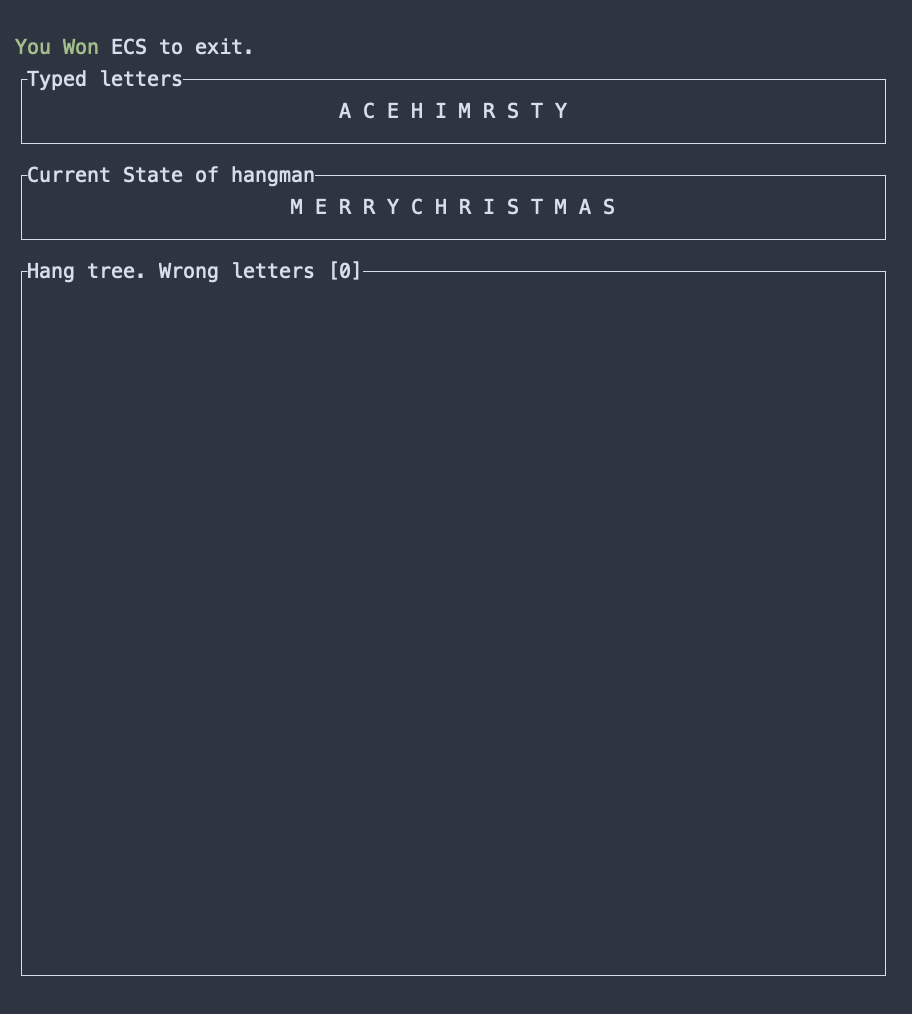 You Won ECS to exit.
Typed letters
A C E H I M R S T Y
Current State of hangman
M E R R Y C H R I S T M A S
Hang tree. Wrong letters [0]